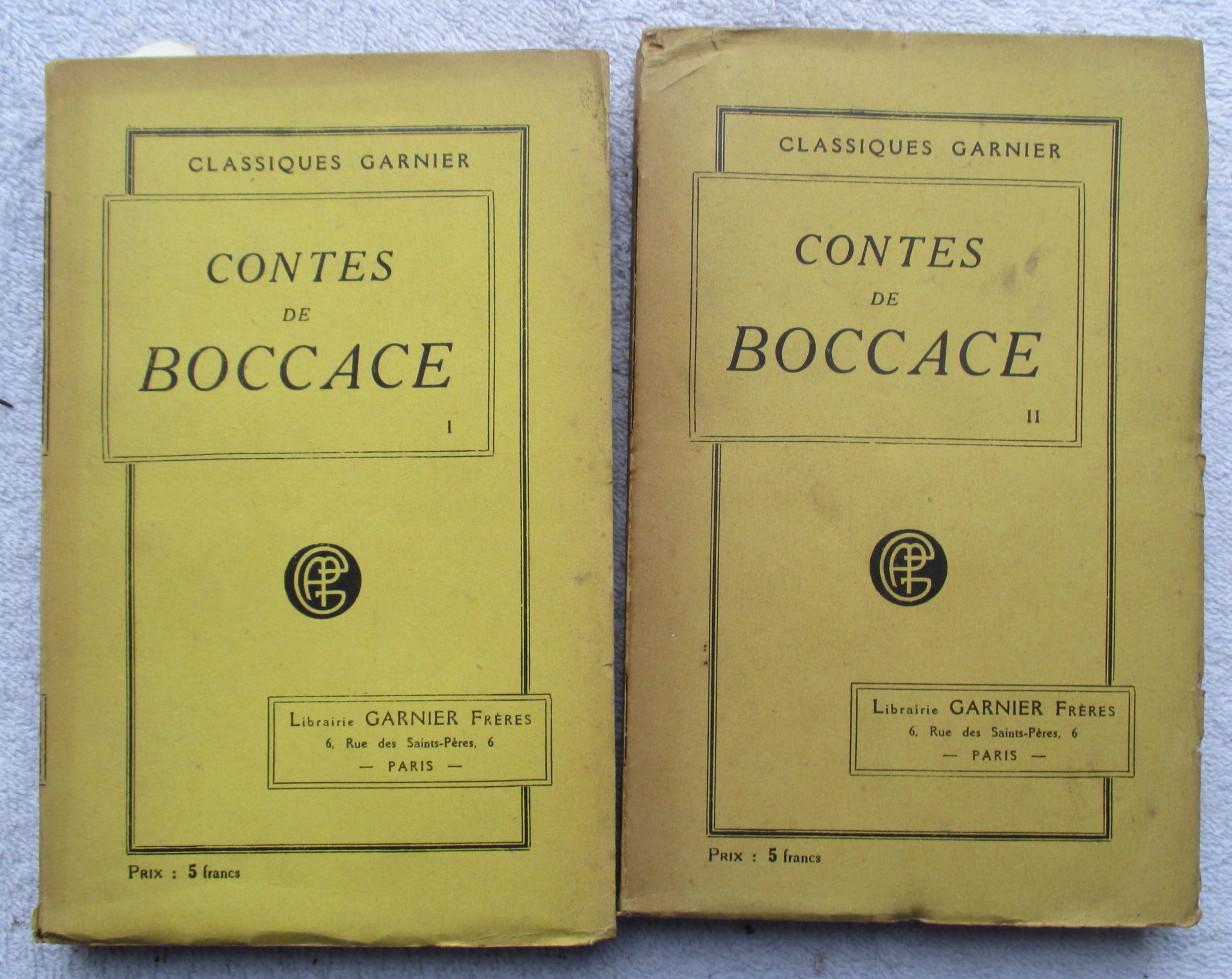 CLASSIQUES GARNIER
CONTES
DE
BOCCACE
I
Librairie GARNIER FRÈRES
6, Rue des Saints-Pères, 6
— PARIS —
PRIX : 5 francs
CLASSIQUES GARNIER
CONTES
DE
BOCCACE
II
Librairie GARNIER FRÈRES
6, Rue des Saints-Pères, 6
— PARIS —
PRIX : 5 francs